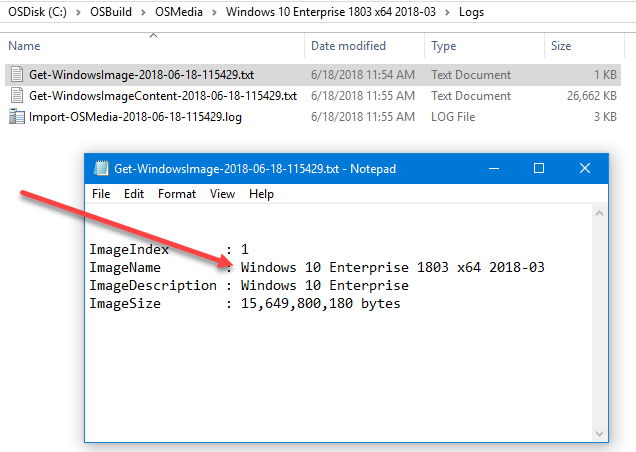 OSDisk (C:) > OSBuild > OSMedia > Windows 10 Enterprise 1803 x64 2018-03 > Logs
Name Date modified Type Size
Get-WindowsImage-2018-06-18-115429.txt 6/18/2018 11:54 AM Text Document 1 KB
Get-WindowsImageContent-2018-06-18-115429.txt 6/18/2018 11:55 AM Text Document 26,662 KB
Import-OSMedia-2018-06-18-115429.log 6/18/2018 11:55 AM LOG File 3 KB
Get-WindowsImage-2018-06-18-115429.txt - Notepad
File Edit Format View Help
ImageIndex : 1
ImageName : Windows 10 Enterprise 1803 x64 2018-03
ImageDescription : Windows 10 Enterprise
ImageSize : 15,649,800,180 bytes